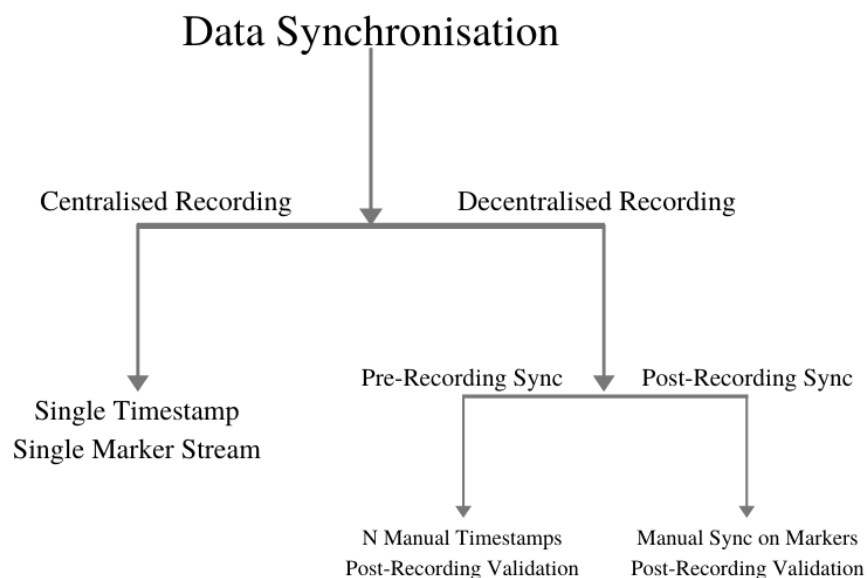 Data Synchronisation
Centralised Recording
Decentralised Recording
Pre-Recording Sync
Post-Recording Sync
Single Timestamp
Single Marker Stream
N Manual Timestamps
Post-Recording Validation
Manual Sync on Markers
Post-Recording Validation